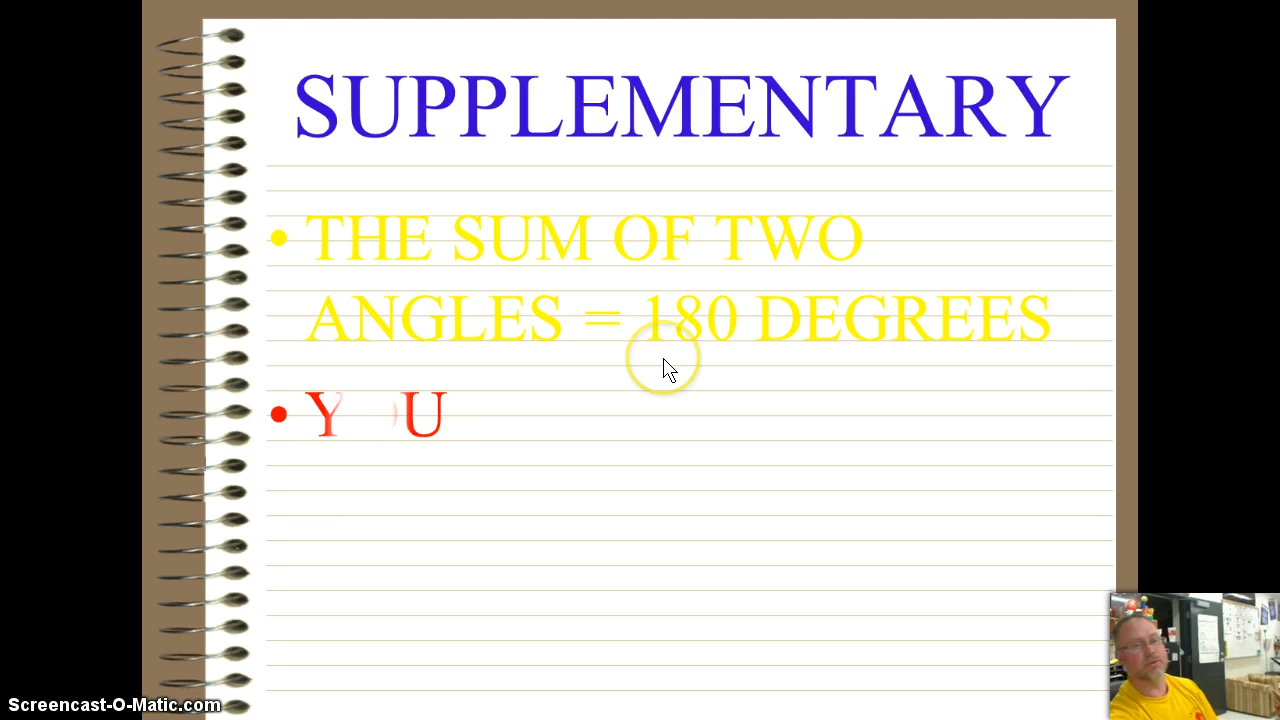 SUPPLEMENTARY
• THE SUM OF TWO
ANGLES = 180 DEGREES
• Y U
Screencast-O-Matic.com